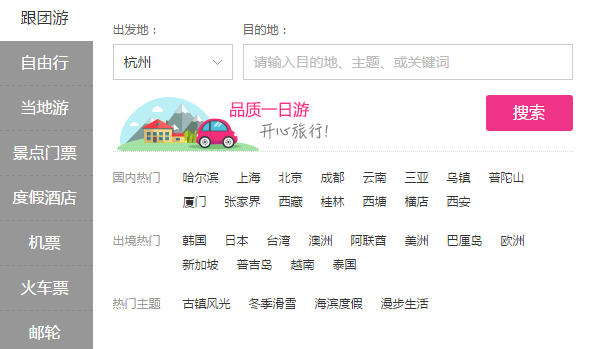 跟团游
自由行
当地游
景点门票
度假酒店
机票
火车票
邮轮
出发地： 目的地：
杭州 请输入目的地、主题、或关键词
品质一日游
开心旅行!
搜索
国内热门 哈尔滨 上海 北京 成都 云南 三亚 乌镇 普陀山
厦门 张家界 西藏 桂林 西塘 横店 西安
出境热门 韩国 日本 台湾 澳洲 阿联酋 美洲 巴厘岛 欧洲
新加坡 普吉岛 越南 泰国
热门主题 古镇风光 冬季滑雪 海滨度假 漫步生活